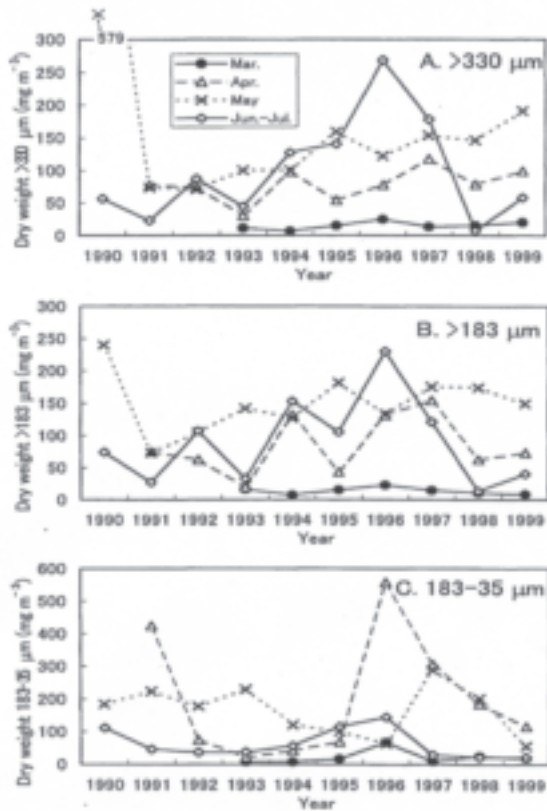 A. >330 μm
Dry weight >330 μm (mg m⁻³)
300
250
200
150
100
50
0
579
Mar.
Apr.
May
Jun.-Jul.
1990 1991 1992 1993 1994 1995 1996 1997 1998 1999
Year
B. >183 μm
Dry weight >183 μm (mg m⁻³)
300
250
200
150
100
50
0
1990 1991 1992 1993 1994 1995 1996 1997 1998 1999
Year
C. 183-35 μm
Dry weight 183-35 μm (mg m⁻³)
600
500
400
300
200
100
0
1990 1991 1992 1993 1994 1995 1996 1997 1998 1999
Year